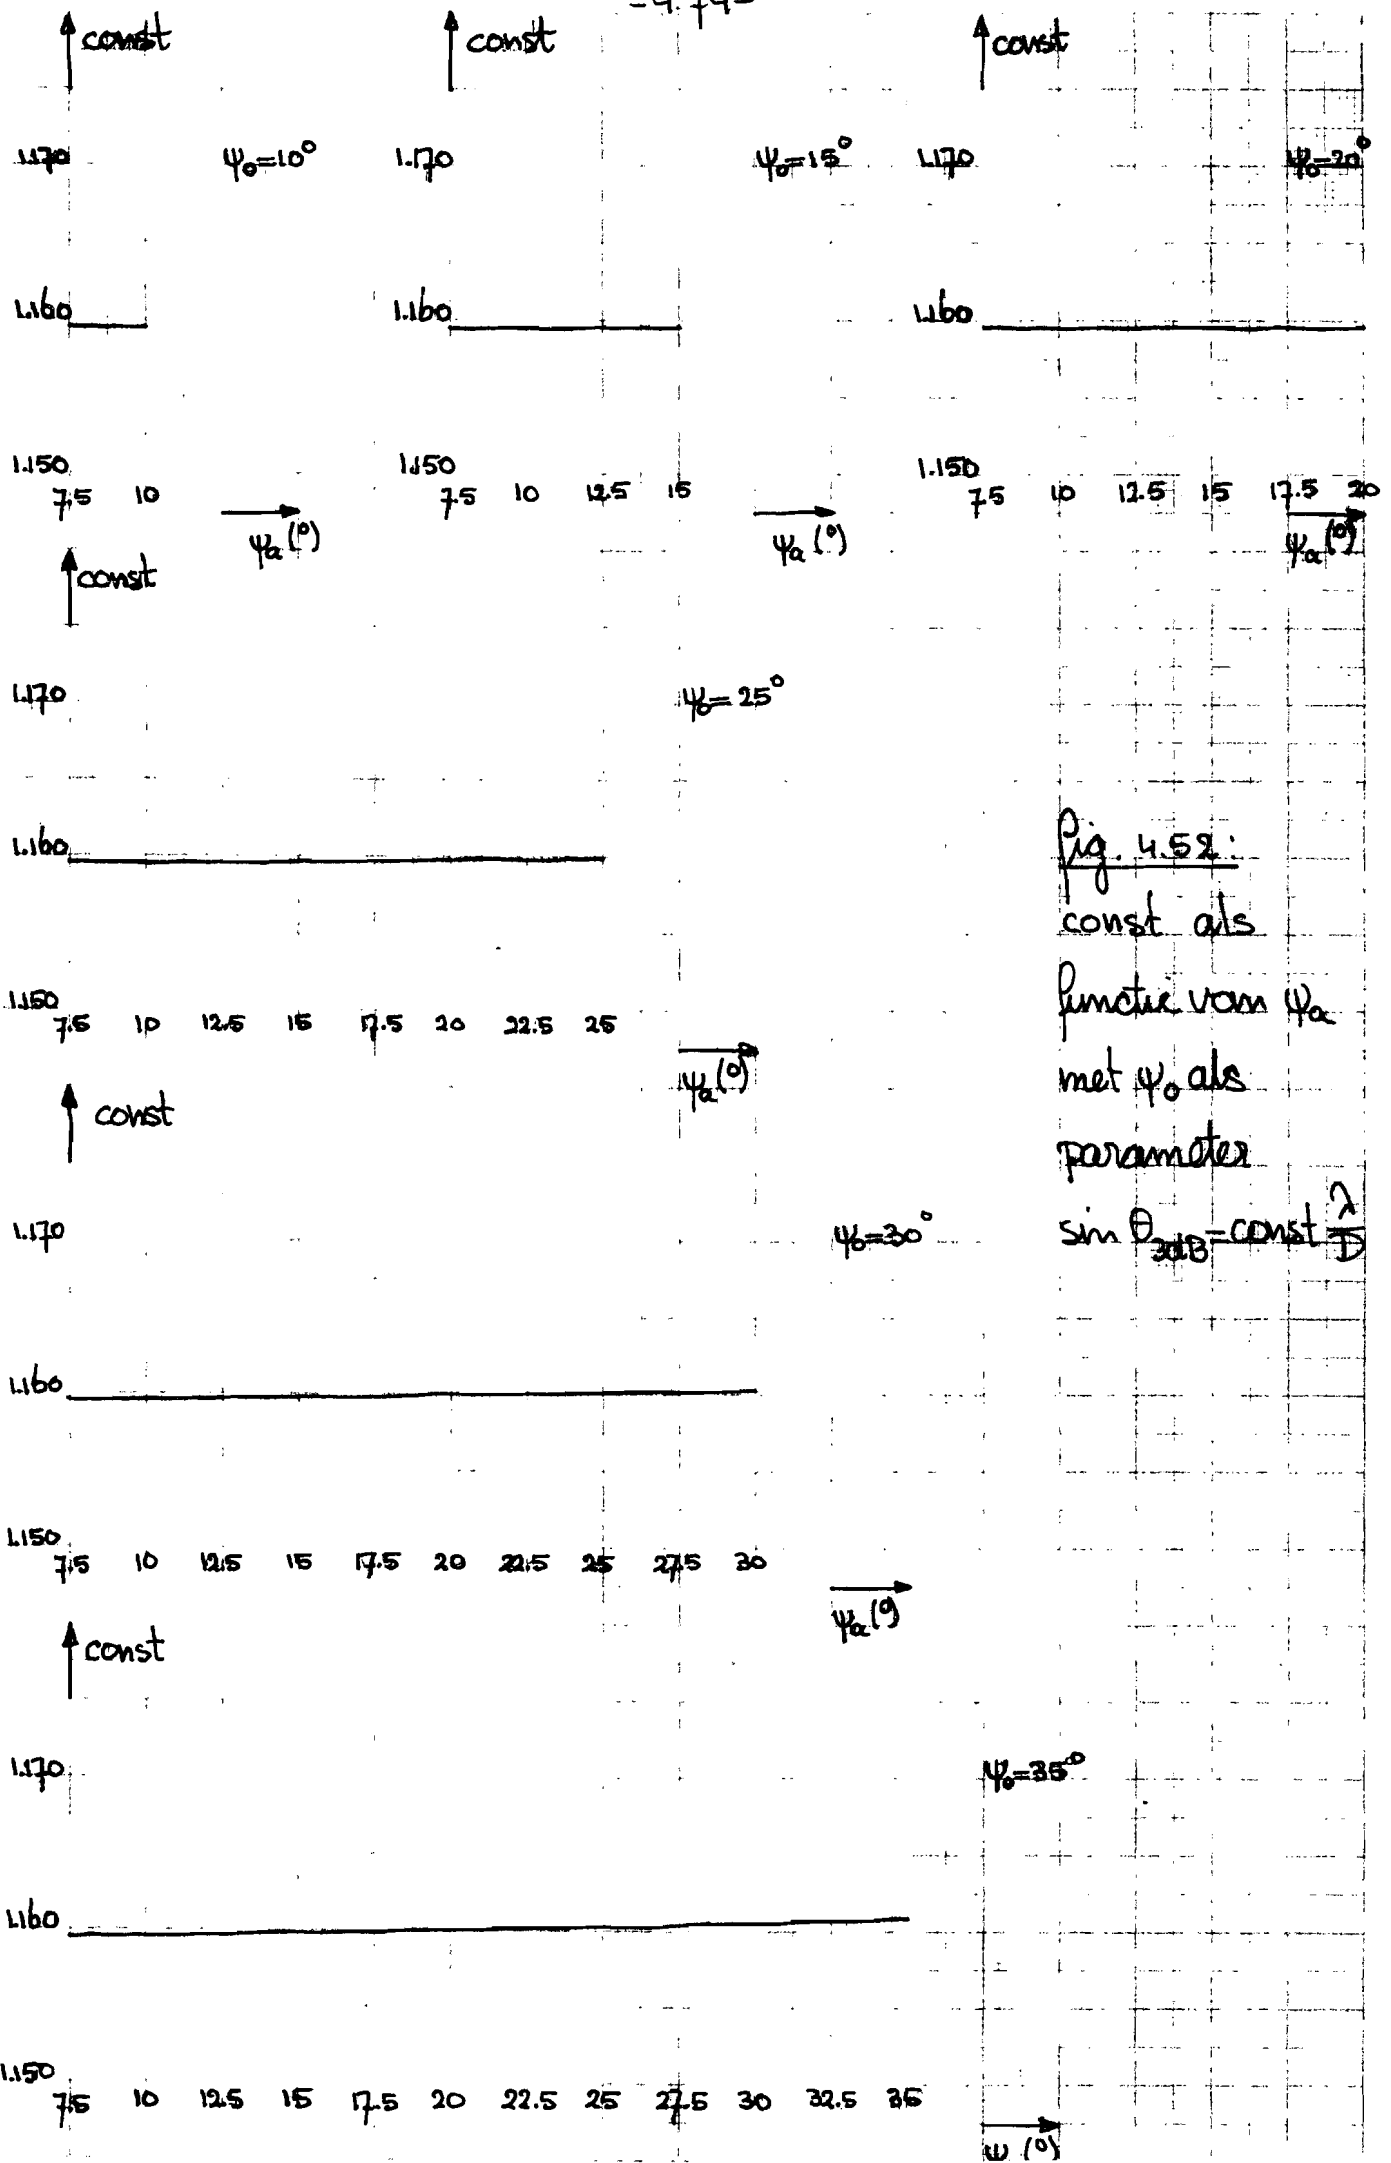 -4.74-
const const const
1.170 ψ₀=10° 1.170 ψ₀=15° 1.170 ψ₀=20°
1.160 1.160 1.160
1.150 1.150 1.150
7.5 10 7.5 10 12.5 15 7.5 10 12.5 15 17.5 20
ψₐ(°) ψₐ(°) ψₐ(°)
const
1.170 ψ₀=25°
1.160
1.150
7.5 10 12.5 15 17.5 20 22.5 25
ψₐ(°)
const
1.170 ψ₀=30°
1.160
1.150
7.5 10 12.5 15 17.5 20 22.5 25 27.5 30
ψₐ(°)
const
1.170 ψ₀=35°
1.160
1.150
7.5 10 12.5 15 17.5 20 22.5 25 27.5 30 32.5 35
ψ (°)
fig. 4.52:
const als
functie van ψₐ
met ψ₀ als
parameter
sin θ3dB=const λ/D